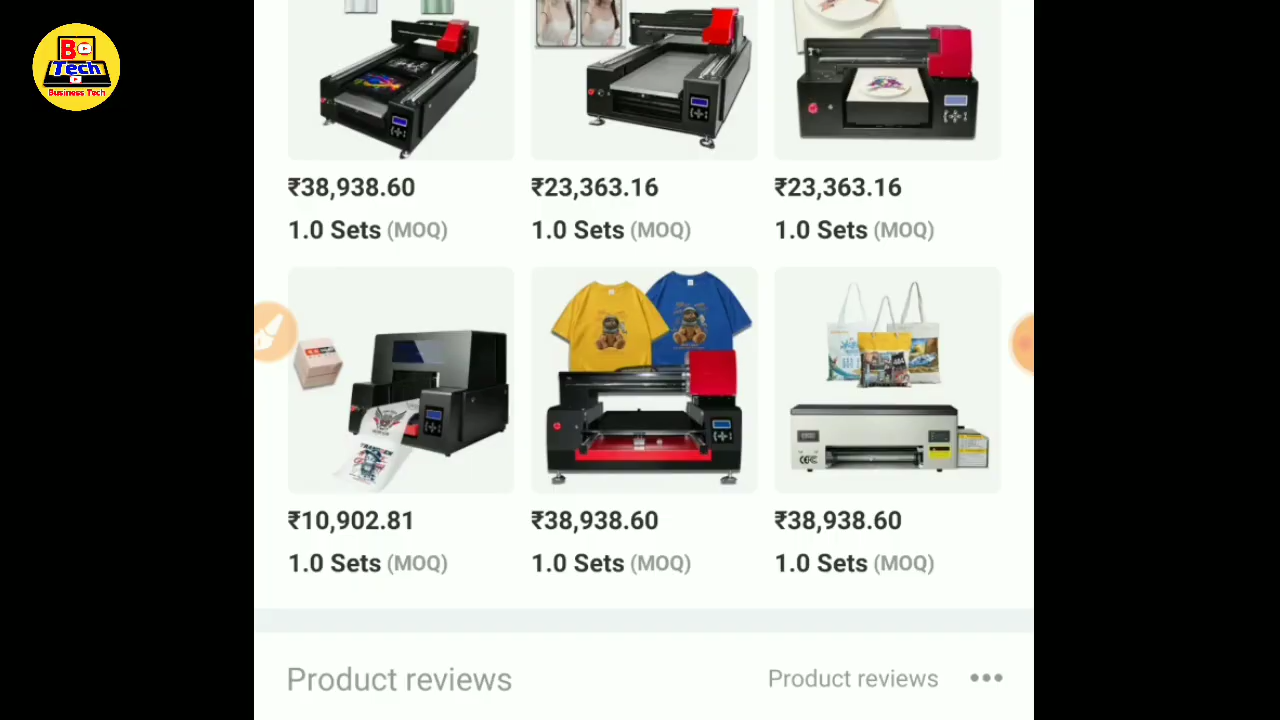 BC
Tech
Business Tech
₹38,938.60
₹23,363.16
₹23,363.16
1.0 Sets (MOQ)
1.0 Sets (MOQ)
1.0 Sets (MOQ)
₹10,902.81
₹38,938.60
₹38,938.60
1.0 Sets (MOQ)
1.0 Sets (MOQ)
1.0 Sets (MOQ)
Product reviews
Product reviews